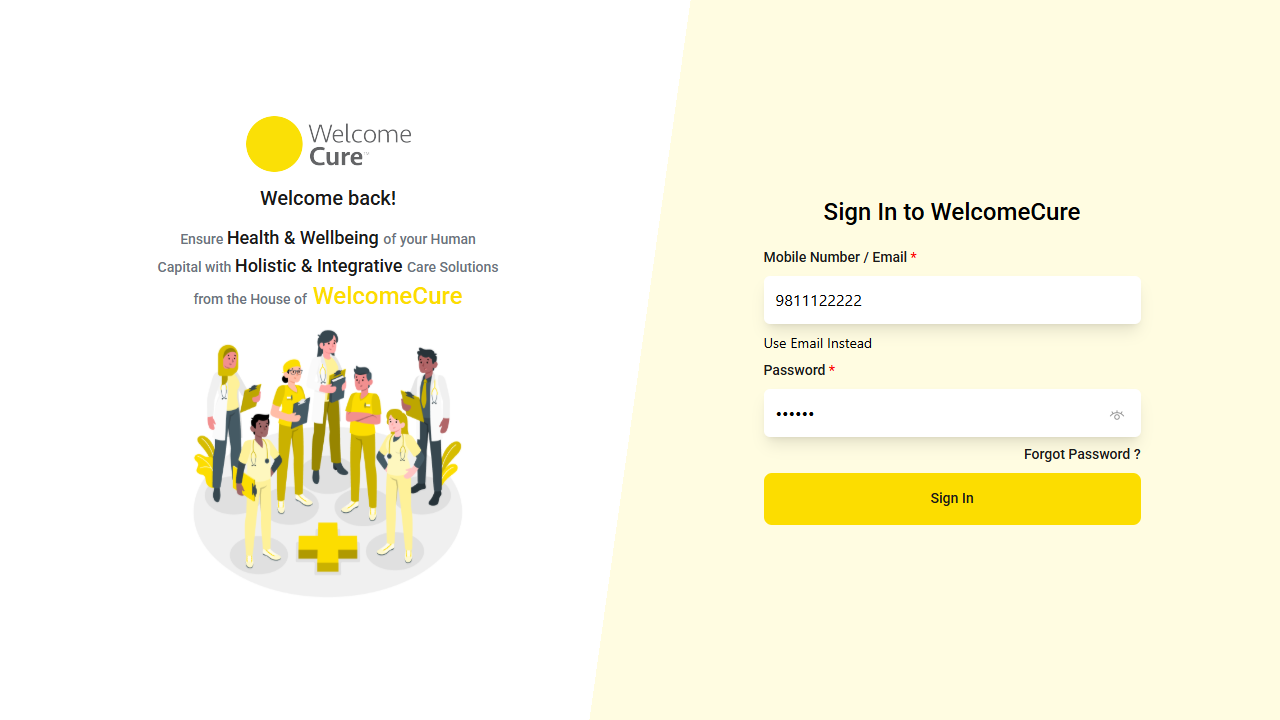 Welcome
Cure™
Welcome back!
Ensure Health & Wellbeing of your Human
Capital with Holistic & Integrative Care Solutions
from the House of WelcomeCure
Sign In to WelcomeCure
Mobile Number / Email *
9811122222
Use Email Instead
Password *
••••••
Forgot Password ?
Sign In